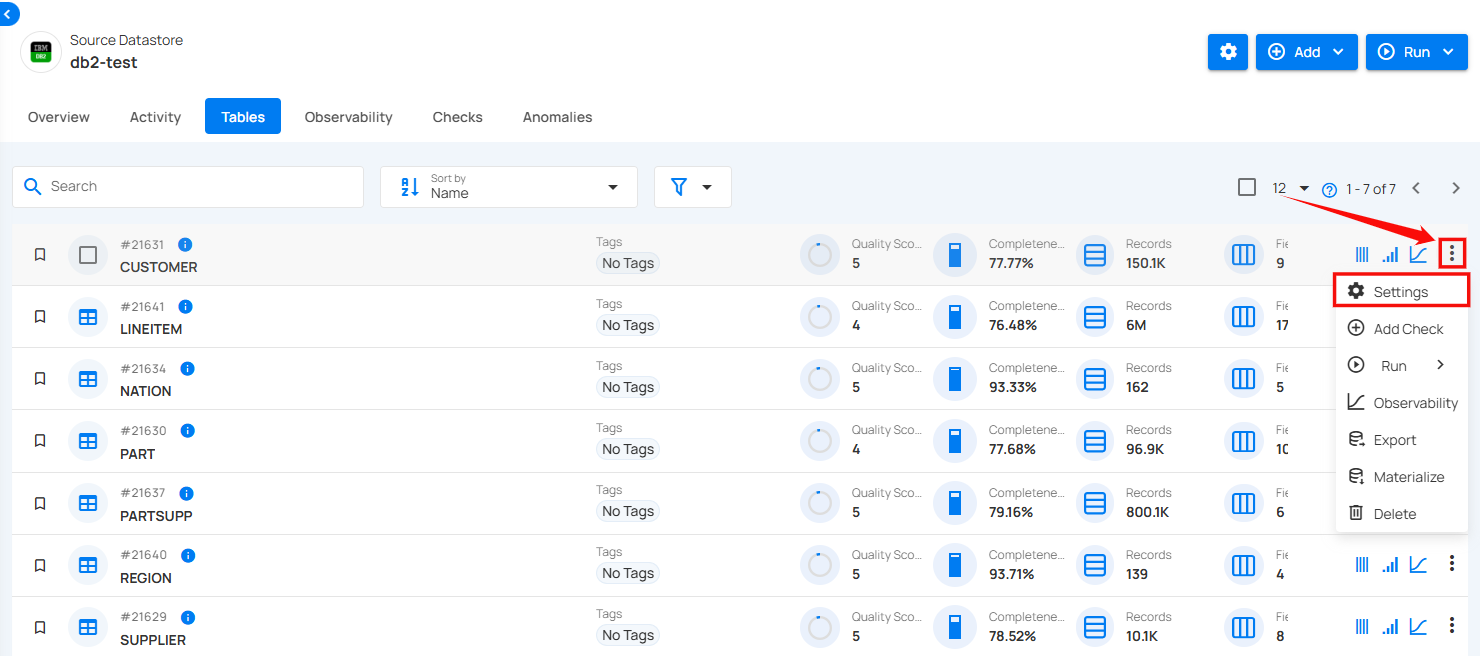 Source Datastore
IBM
DB2
db2-test
Add
Run
Overview
Activity
Tables
Observability
Checks
Anomalies
Search
Sort by
Name
12
1 - 7 of 7
#21631
CUSTOMER
Tags
No Tags
Quality Sco...
5
Completene...
77.77%
Records
150.1K
Fie
9
Settings
Add Check
Run
Observability
Export
Materialize
Delete
#21641
LINEITEM
Tags
No Tags
Quality Sco...
4
Completene...
76.48%
Records
6M
Fie
17
#21634
NATION
Tags
No Tags
Quality Sco...
5
Completene...
93.33%
Records
162
Fie
5
#21630
PART
Tags
No Tags
Quality Sco...
4
Completene...
77.68%
Records
96.9K
Fie
10
#21637
PARTSUPP
Tags
No Tags
Quality Sco...
5
Completene...
79.16%
Records
800.1K
Fie
6
#21640
REGION
Tags
No Tags
Quality Sco...
5
Completene...
93.71%
Records
139
Fie
4
#21629
SUPPLIER
Tags
No Tags
Quality Sco...
5
Completene...
78.52%
Records
10.1K
Fie
8